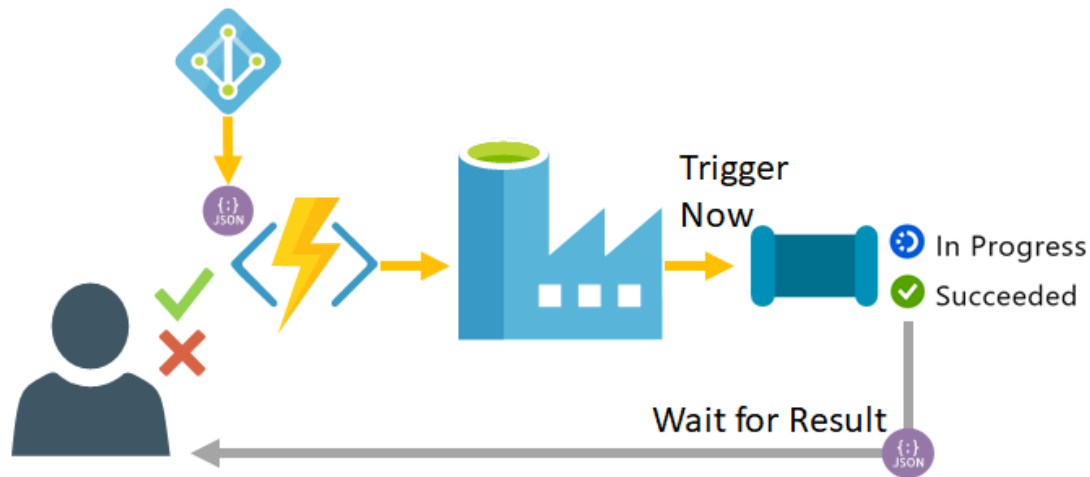 {:}
JSON
Trigger
Now
In Progress
Succeeded
Wait for Result
{:}
JSON